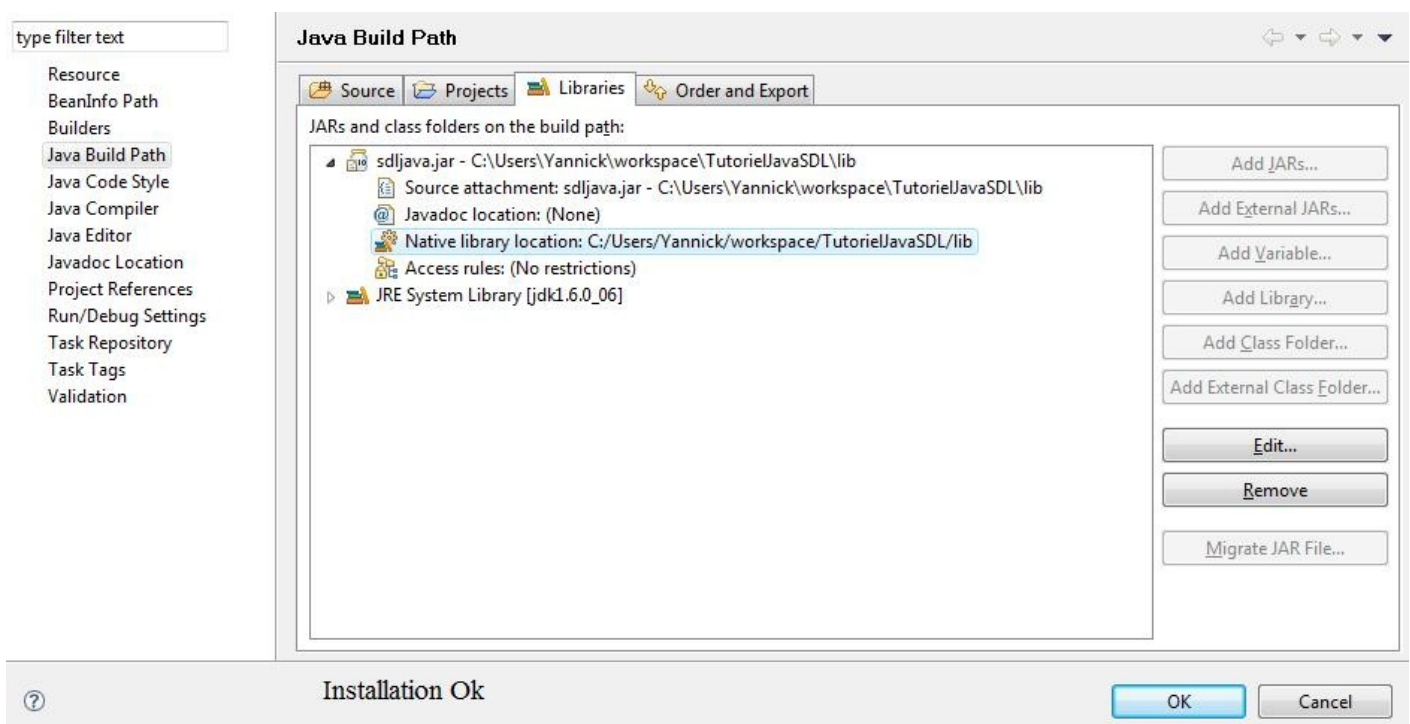 type filter text
Resource
BeanInfo Path
Builders
Java Build Path
Java Code Style
Java Compiler
Java Editor
Javadoc Location
Project References
Run/Debug Settings
Task Repository
Task Tags
Validation
Java Build Path
Source Projects Libraries Order and Export
JARs and class folders on the build path:
sdljava.jar - C:\Users\Yannick\workspace\TutorielJavaSDL\lib
Source attachment: sdljava.jar - C:\Users\Yannick\workspace\TutorielJavaSDL\lib
Javadoc location: (None)
Native library location: C:/Users/Yannick/workspace/TutorielJavaSDL/lib
Access rules: (No restrictions)
JRE System Library [jdk1.6.0_06]
Add JARs...
Add External JARs...
Add Variable...
Add Library...
Add Class Folder...
Add External Class Folder...
Edit...
Remove
Migrate JAR File...
Installation Ok
OK Cancel